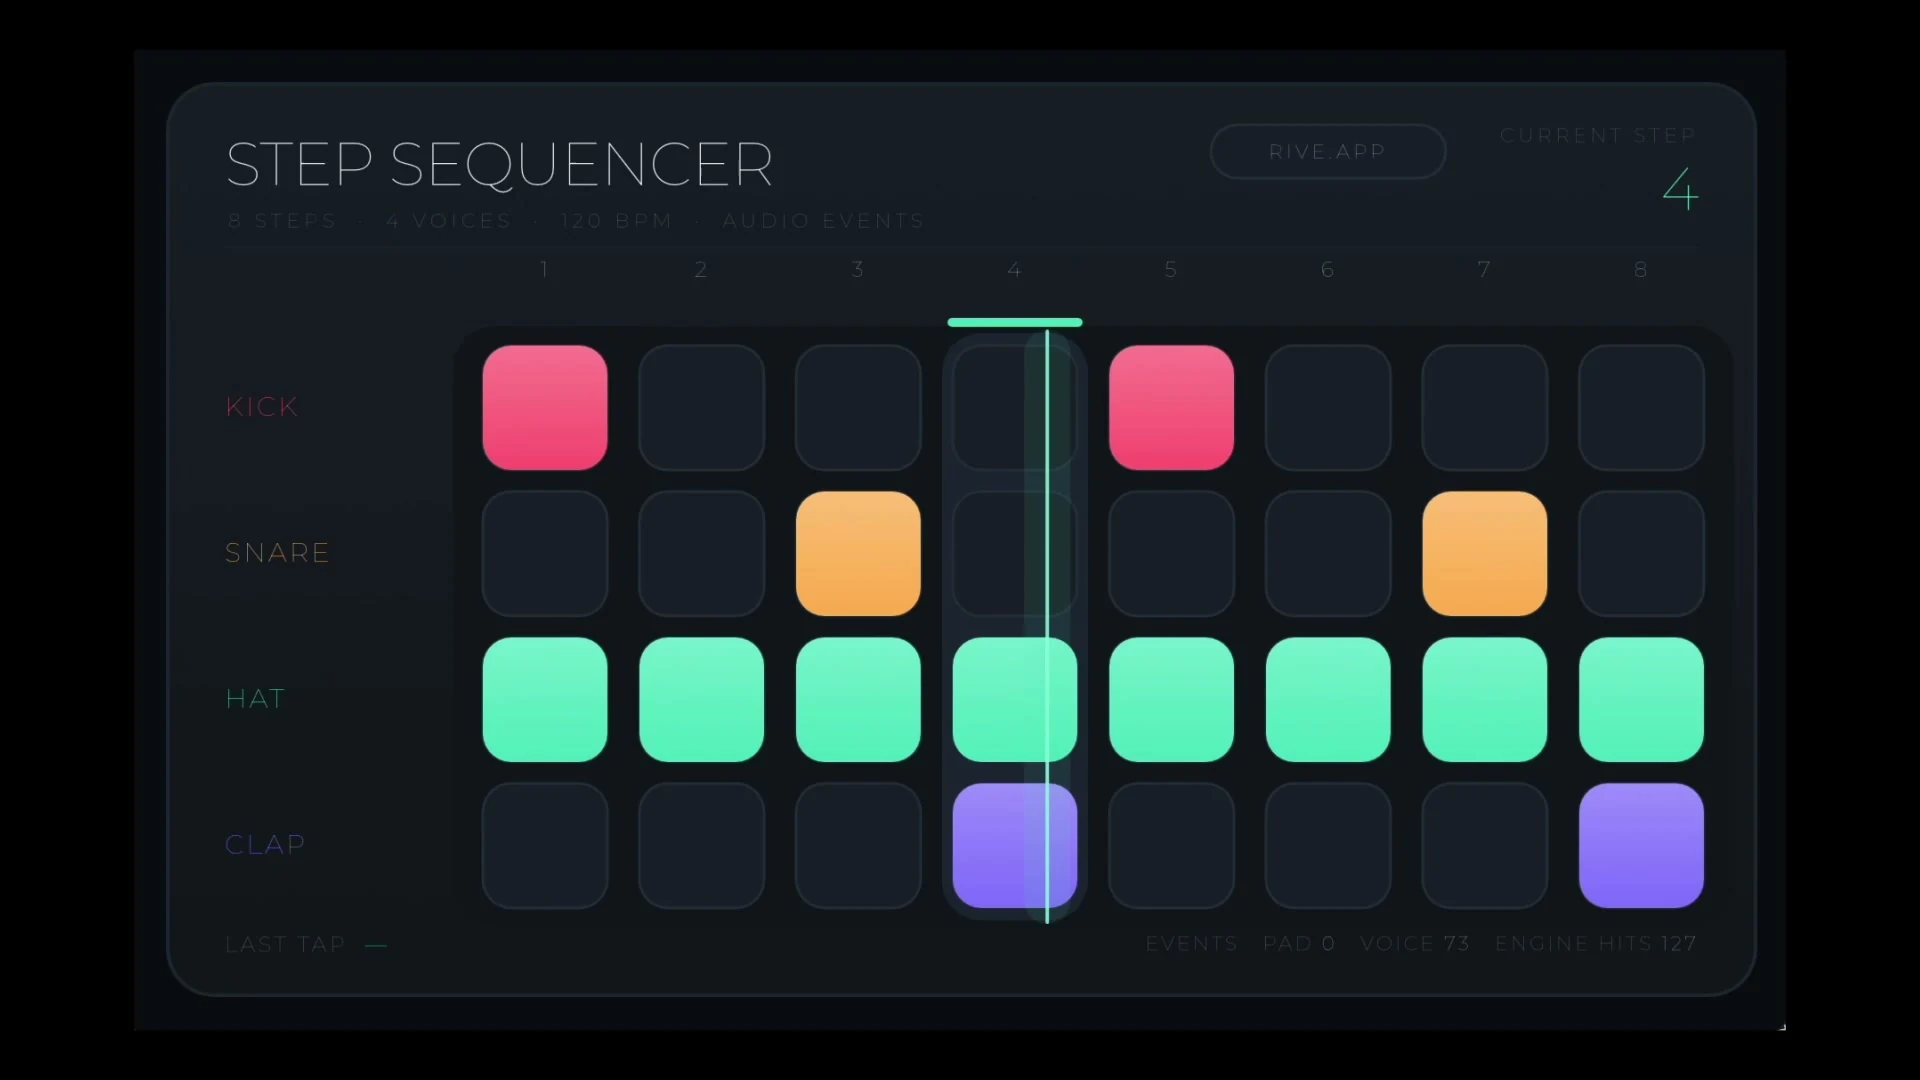 STEP SEQUENCER
8 STEPS · 4 VOICES · 120 BPM · AUDIO EVENTS
RIVE.APP
CURRENT STEP
4
1 2 3 4 5 6 7 8
KICK
SNARE
HAT
CLAP
LAST TAP —
EVENTS PAD 0 VOICE 73 ENGINE HITS 127